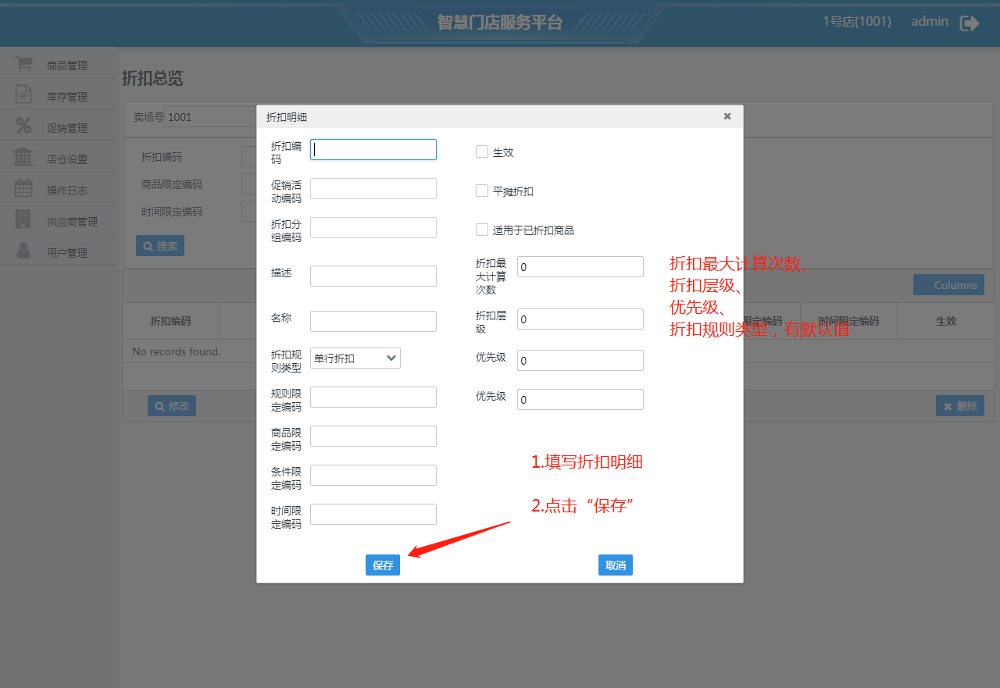 智慧门店服务平台
1号店(1001) admin
商品管理
库存管理
促销管理
店仓设置
操作日志
供应商管理
用户管理
折扣总览
卖场号 1001
折扣编码
商品限定编码
时间限定编码
搜索
Columns
折扣编码
限定编码 时间限定编码 生效
No records found.
修改
删除
折扣明细
折扣编
码
生效
促销活
动编码
平摊折扣
折扣分
组编码
适用于已折扣商品
描述
折扣最
大计算
次数
0
名称
折扣层
级
0
折扣规
则类型
单行折扣
优先级
0
规则限
定编码
优先级
0
商品限
定编码
条件限
定编码
时间限
定编码
保存
取消
折扣最大计算次数、
折扣层级、
优先级、
折扣规则类型，有默认值
1.填写折扣明细
2.点击“保存”